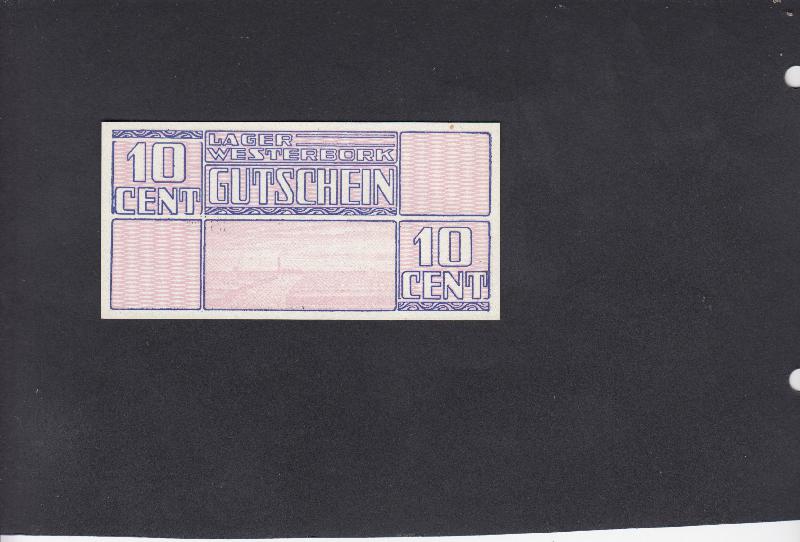 10
CENT
LAGER
WESTERBORK
GUTSCHEIN
10
CENT